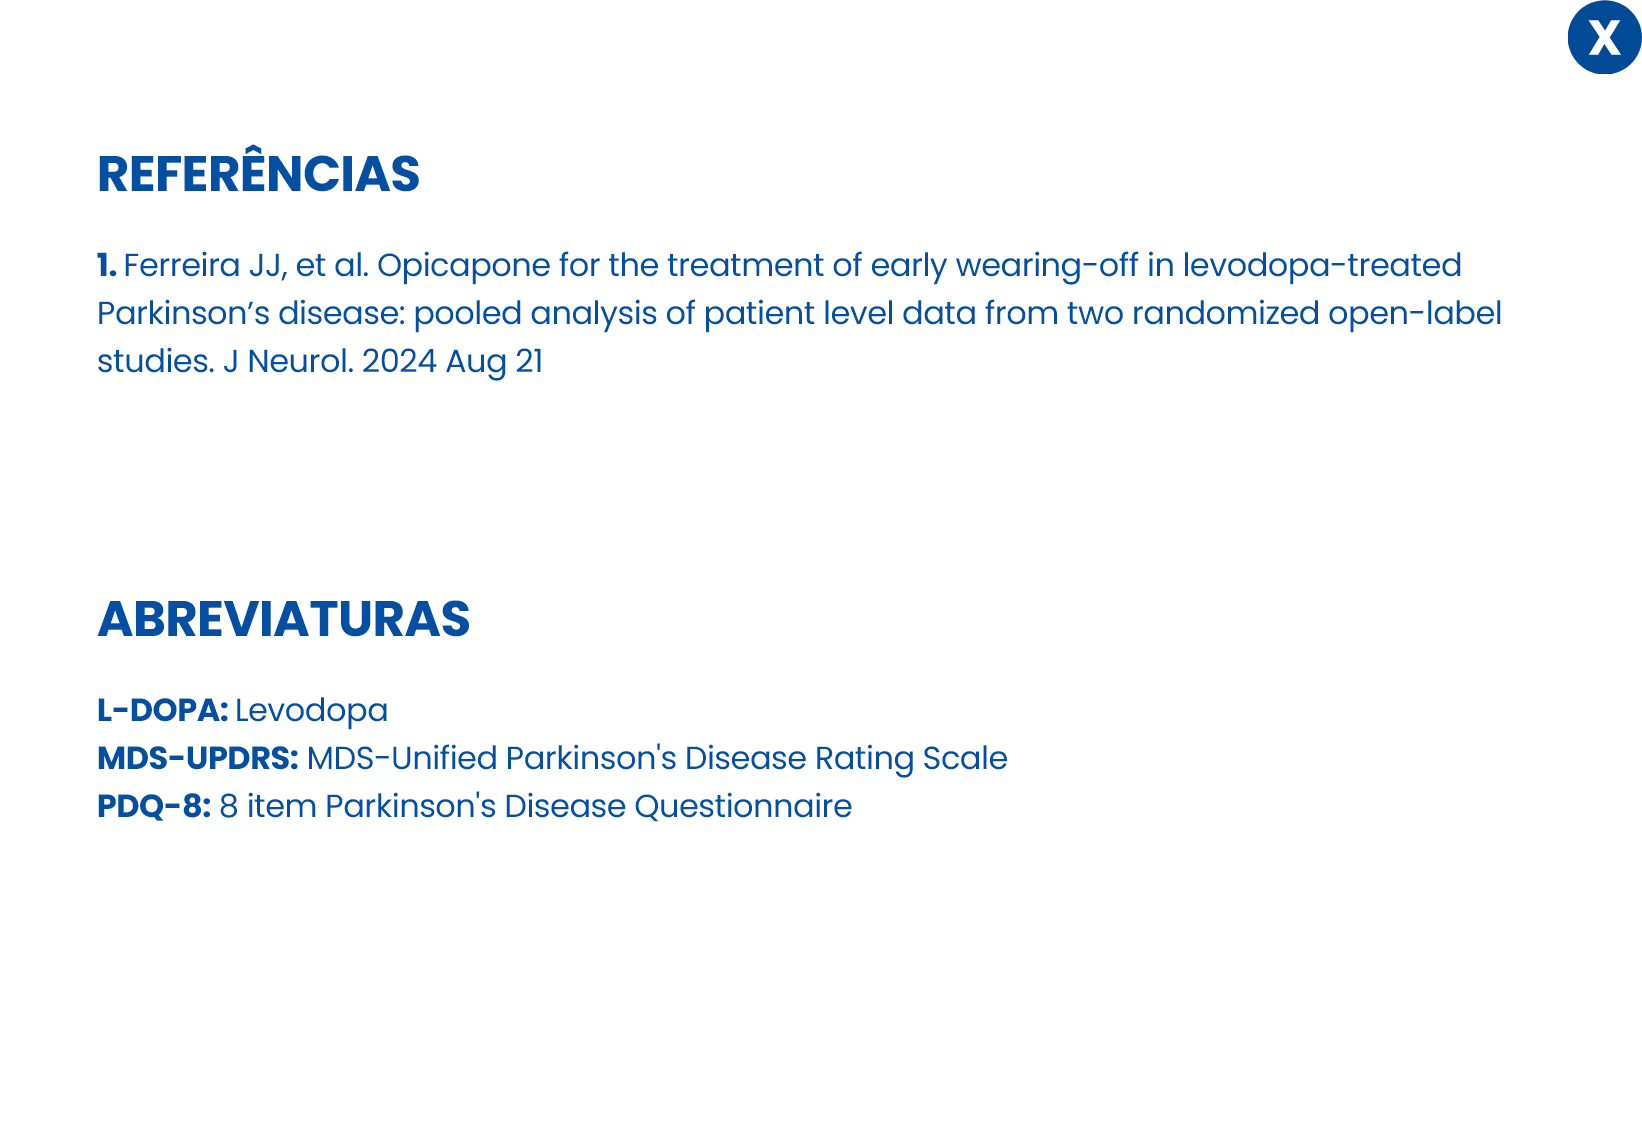 X
REFERÊNCIAS
1. Ferreira JJ, et al. Opicapone for the treatment of early wearing-off in levodopa-treated
Parkinson’s disease: pooled analysis of patient level data from two randomized open-label
studies. J Neurol. 2024 Aug 21
ABREVIATURAS
L-DOPA: Levodopa
MDS-UPDRS: MDS-Unified Parkinson's Disease Rating Scale
PDQ-8: 8 item Parkinson's Disease Questionnaire